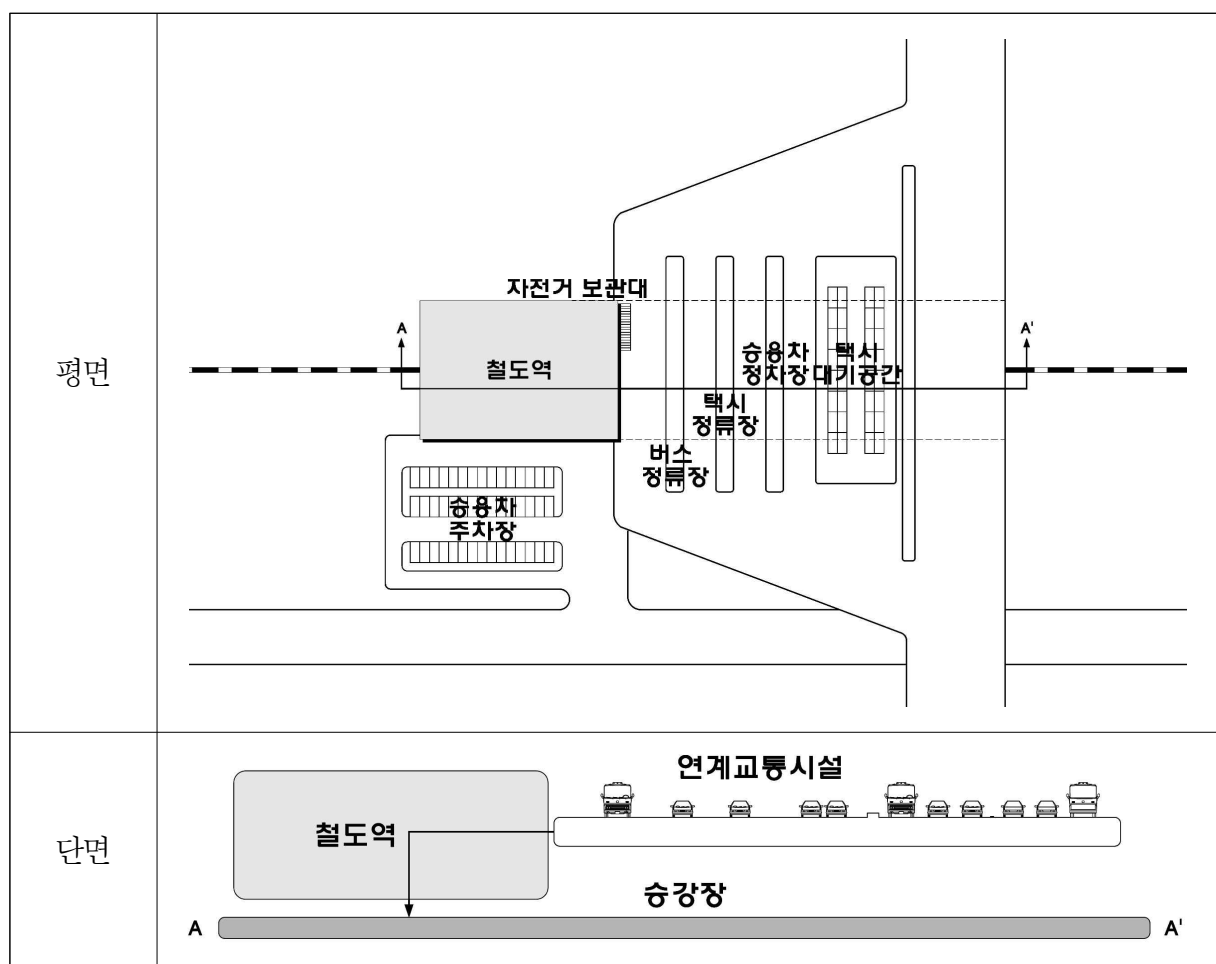 평면
자전거 보관대
A
A'
철도역
승용차
정차장
택시
대기공간
택시
정류장
버스
정류장
승용차
주차장
단면
연계교통시설
철도역
승강장
A
A'